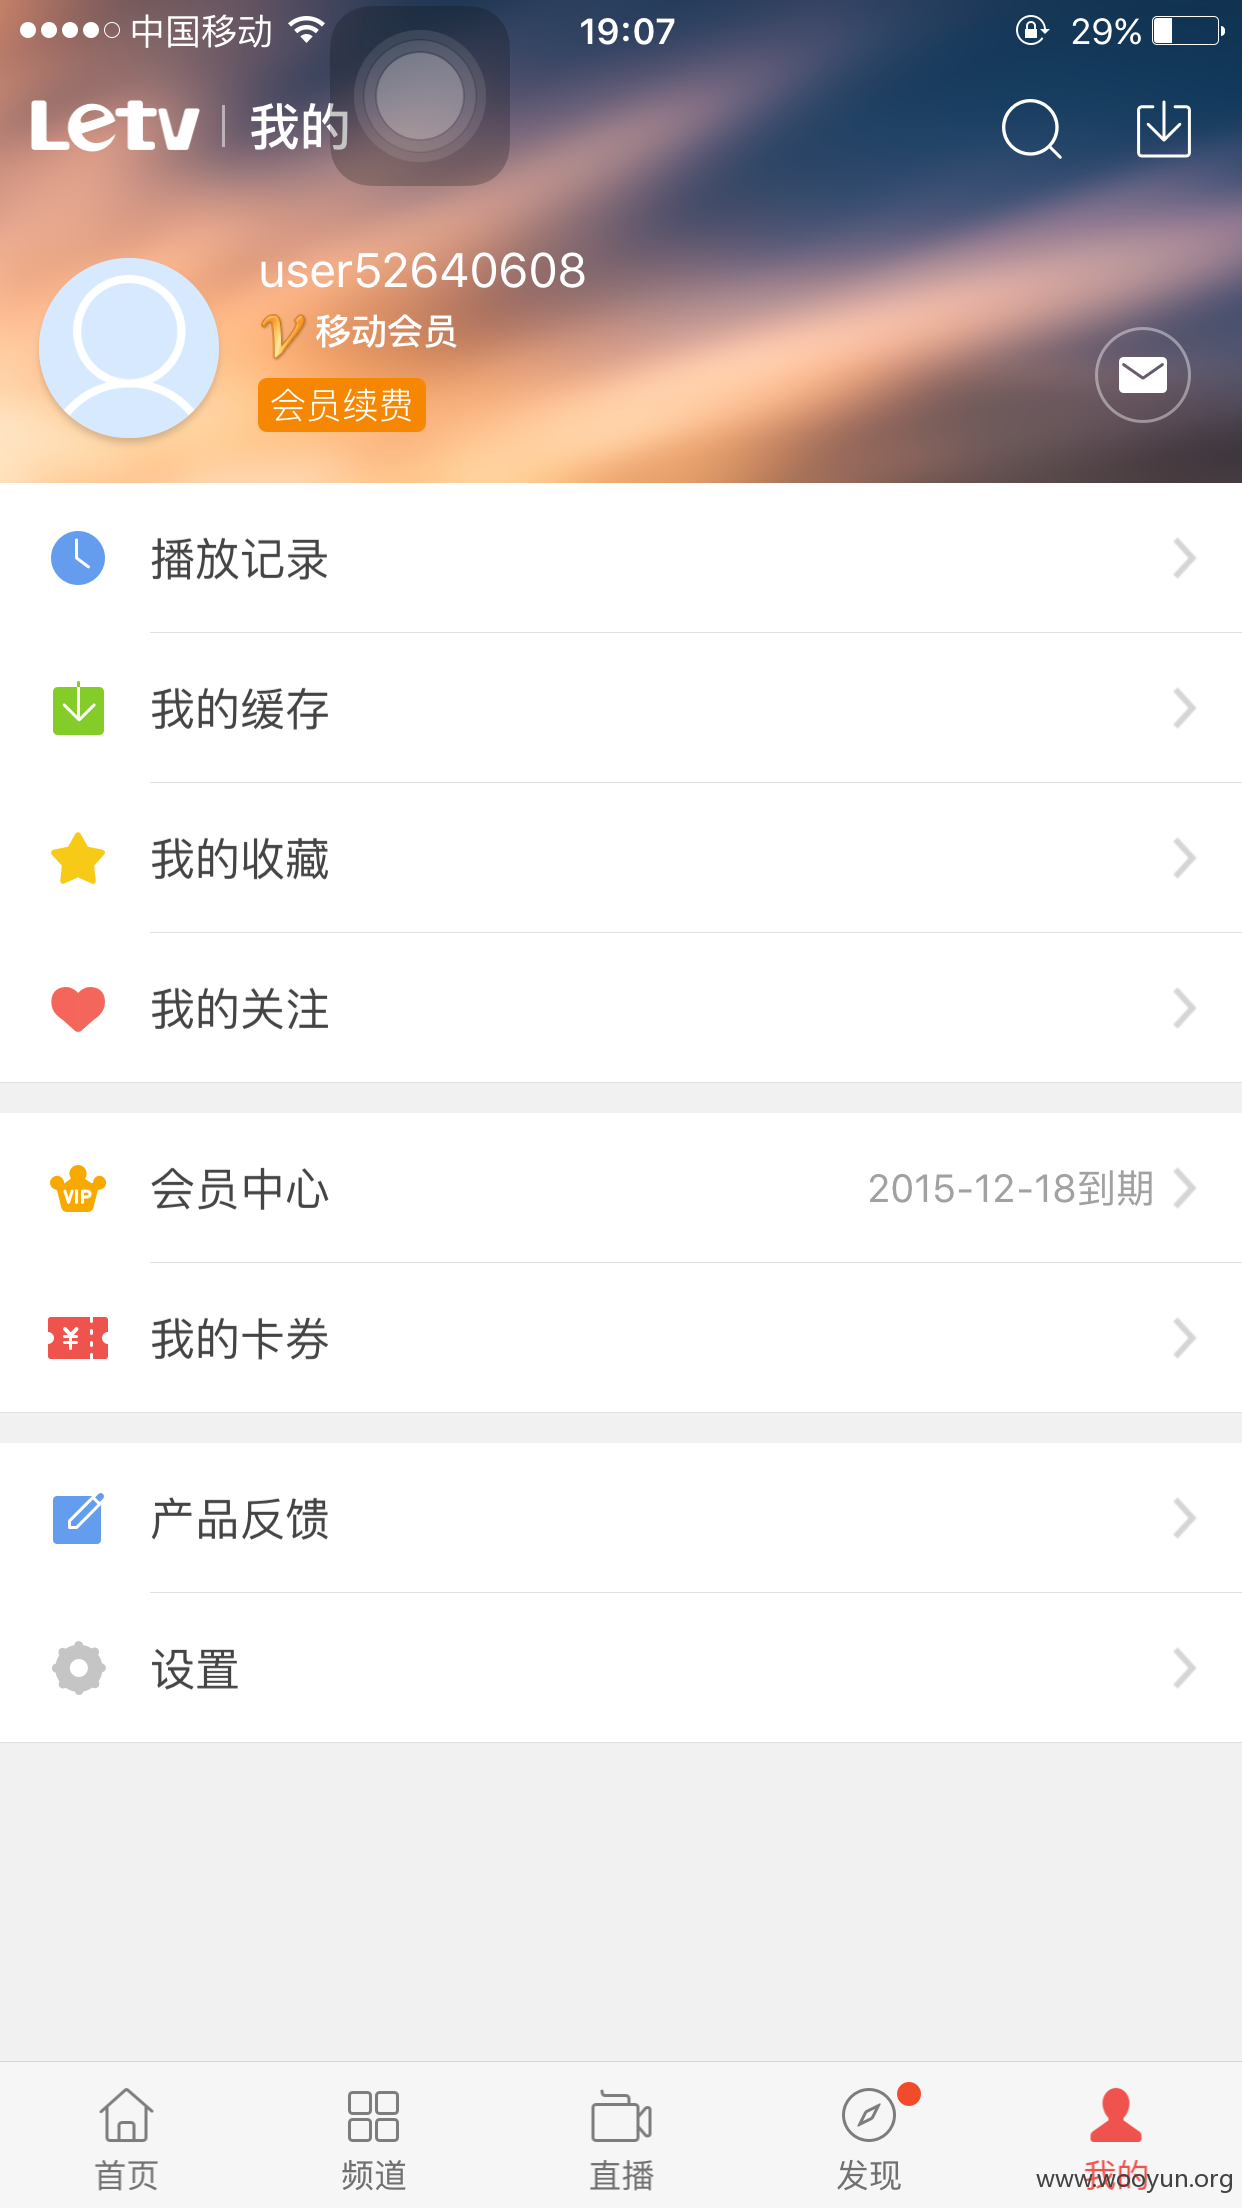 中国移动 19:07 29%
Letv 我的
user52640608
V 移动会员
会员续费
播放记录
我的缓存
我的收藏
我的关注
VIP 会员中心 2015-12-18到期
¥ 我的卡券
产品反馈
设置
首页 频道 直播 发现 我的
www.wooyun.org